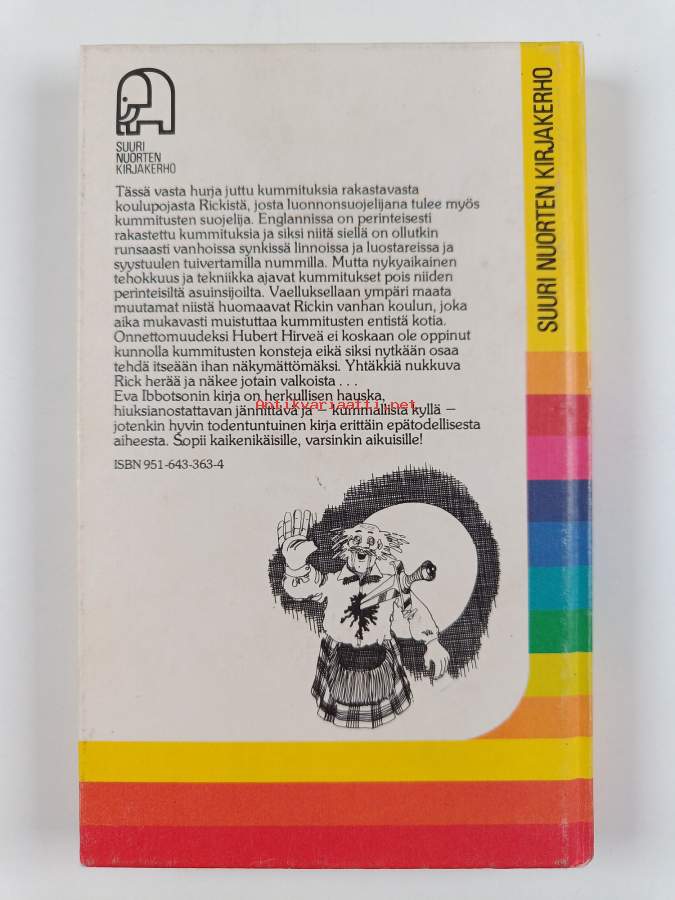 SUURI
NUORTEN
KIRJAKERHO
Tässä vasta hurja juttu kummituksia rakastavasta
koulupojasta Rickistä, josta luonnonsuojelijana tulee myös
kummitusten suojelija. Englannissa on perinteisesti
rakastettu kummituksia ja siksi niitä siellä on ollutkin
runsaasti vanhoissa synkissä linnoissa ja luostareissa ja
syystuulen tuivertamilla nummilla. Mutta nykyaikainen
tehokkuus ja tekniikka ajavat kummitukset pois niiden
perinteisiltä asuinsijoilta. Vaelluksellaan ympäri maata
muutamat niistä huomaavat Rickin vanhan koulun, joka
aika mukavasti muistuttaa kummitusten entistä kotia.
Onnettomuudeksi Hubert Hirveä ei koskaan ole oppinut
kunnolla kummitusten konsteja eikä siksi nytkään osaa
tehdä itseään ihan näkymättömäksi. Yhtäkkiä nukkuva
Rick herää ja näkee jotain valkoista . . .
Eva Ibbotsonin kirja on herkullisen hauska,
hiuksianostattavan jännittävä ja – kummallista kyllä –
jotenkin hyvin todentuntuinen kirja erittäin epätodellisesta
aiheesta. Sopii kaikenikäisille, varsinkin aikuisille!
ISBN 951-643-363-4
SUURI NUORTEN KIRJAKERHO
Antikvariaatti.net